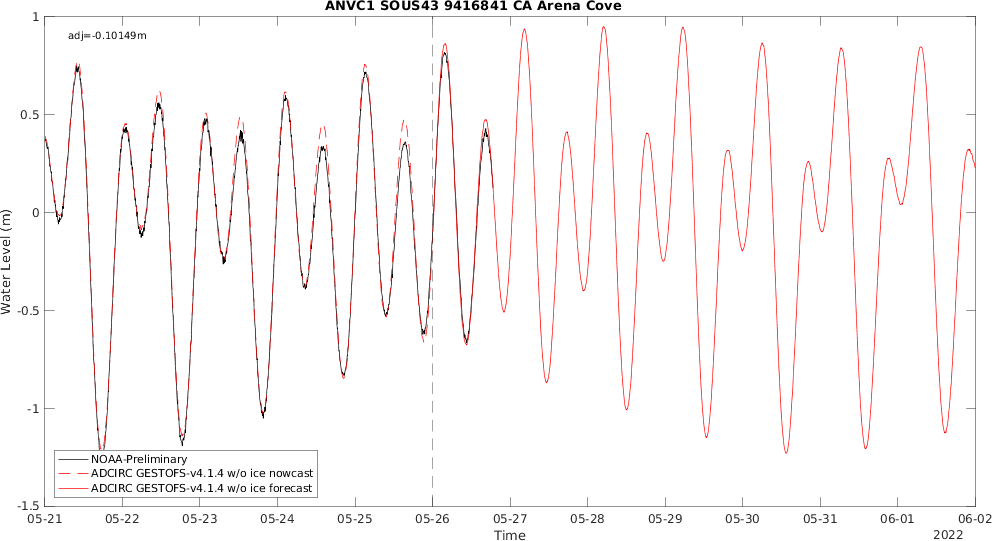 ANVC1 SOUS43 9416841 CA Arena Cove
adj=-0.10149m
1
0.5
0
-0.5
-1
-1.5
Water Level (m)
NOAA-Preliminary
ADCIRC GESTOFS-v4.1.4 w/o ice nowcast
ADCIRC GESTOFS-v4.1.4 w/o ice forecast
05-21 05-22 05-23 05-24 05-25 05-26 05-27 05-28 05-29 05-30 05-31 06-01 06-02
Time
2022